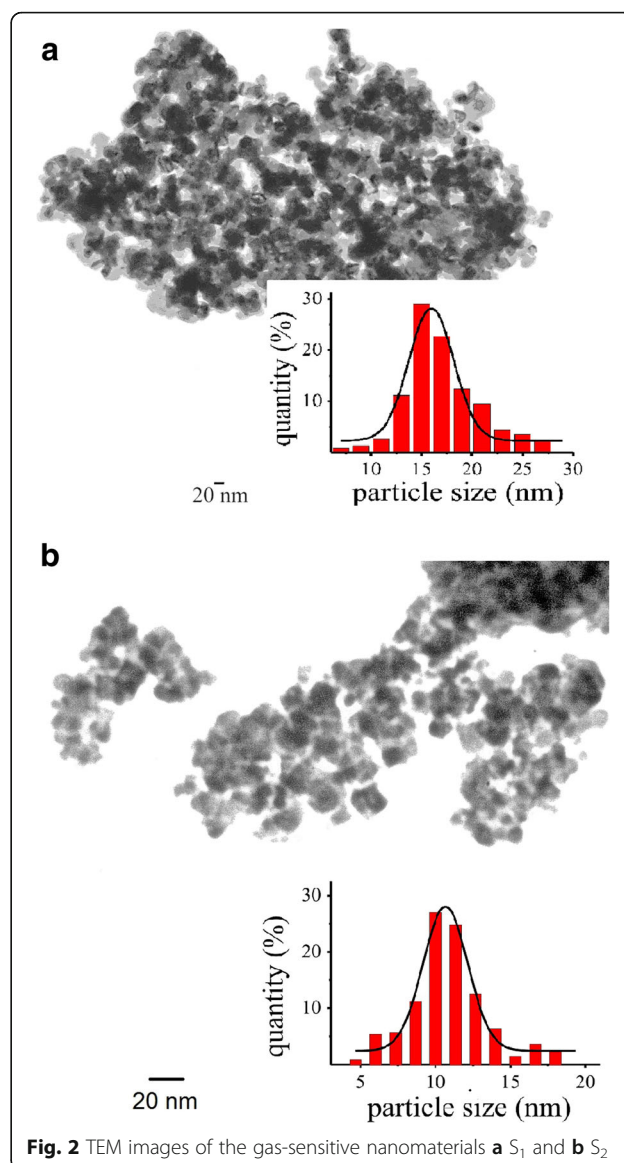 a
30
20
10
quantity (%)
10 15 20 25 30
particle size (nm)
20 nm
b
30
20
10
quantity (%)
5 10 15 20
particle size (nm)
20 nm
Fig. 2 TEM images of the gas-sensitive nanomaterials a S₁ and b S₂